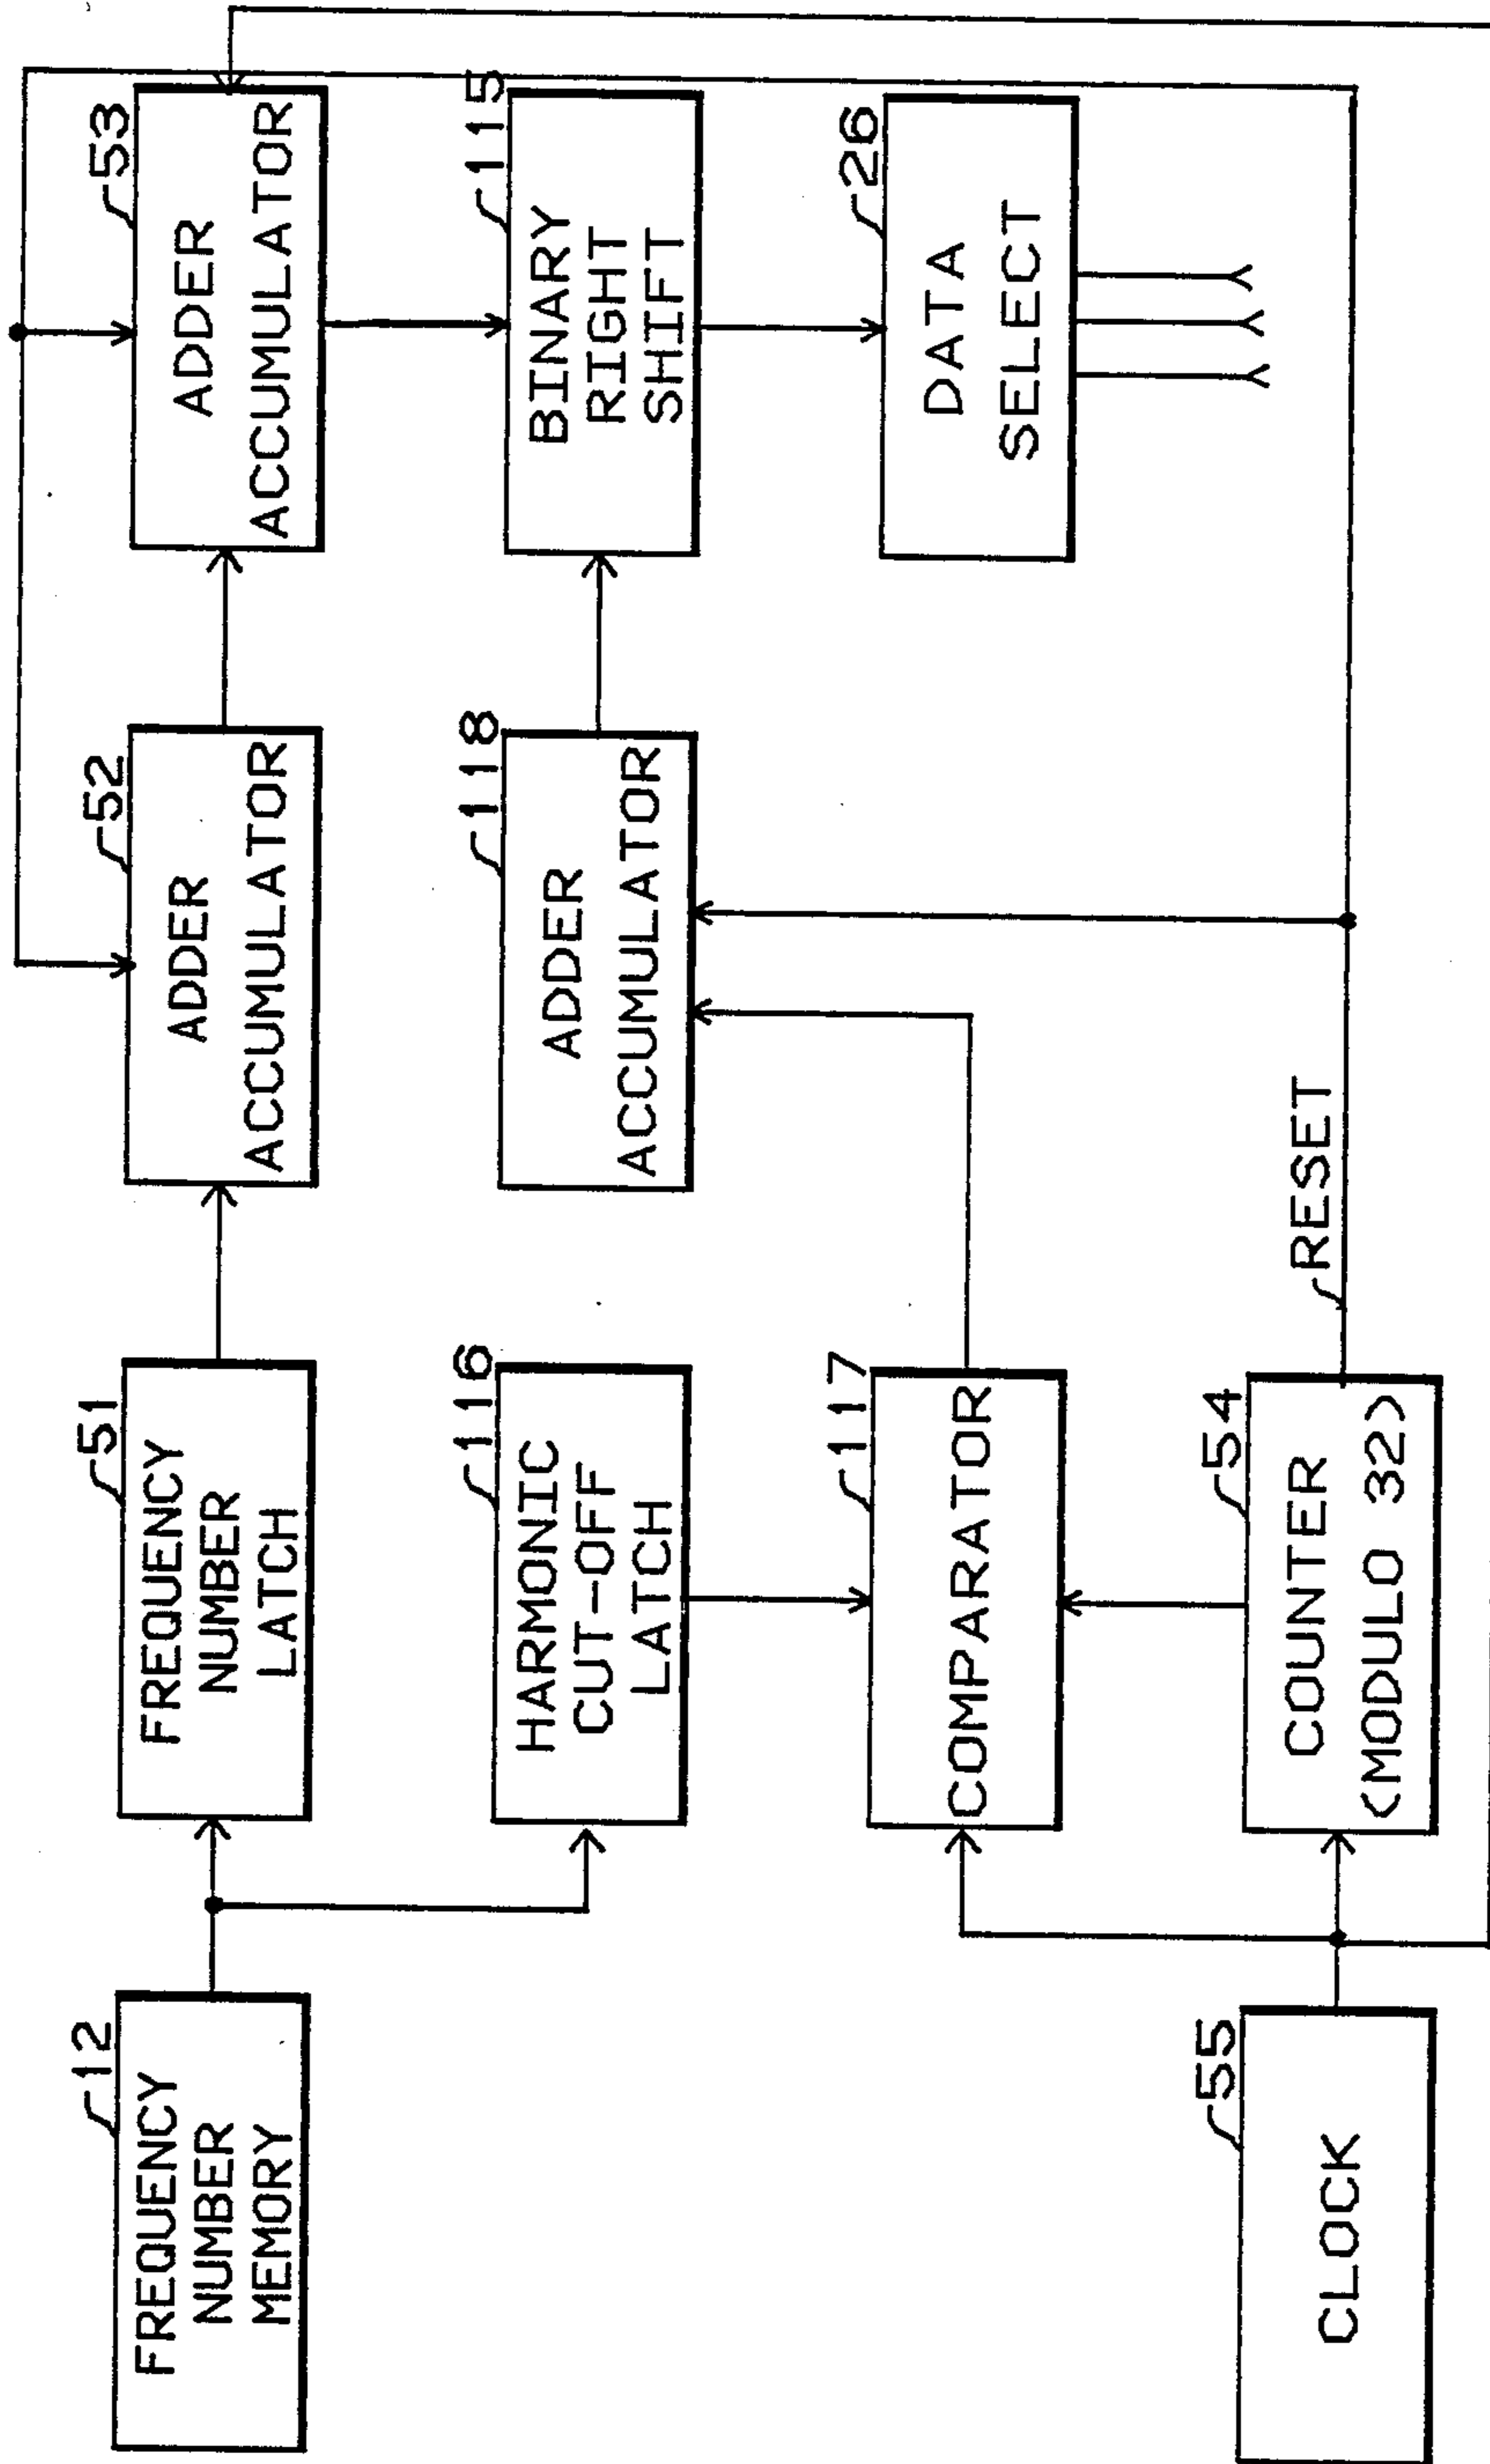 12
FREQUENCY
NUMBER
MEMORY
51
FREQUENCY
NUMBER
LATCH
52
ADDER
ACCUMULATOR
53
ADDER
ACCUMULATOR
116
HARMONIC
CUT-OFF
LATCH
118
ADDER
ACCUMULATOR
115
BINARY
RIGHT
SHIFT
117
COMPARATOR
26
DATA
SELECT
55
CLOCK
54
COUNTER
(MODULO 32)
RESET